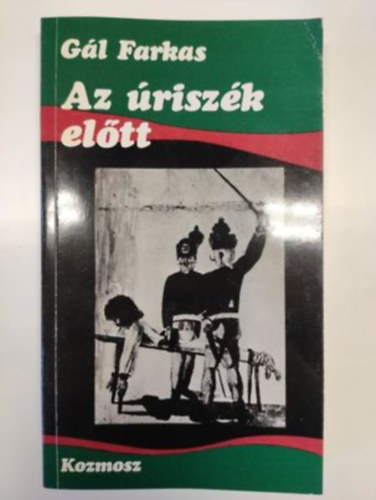 Gál Farkas
Az úriszék
előtt
Kozmosz